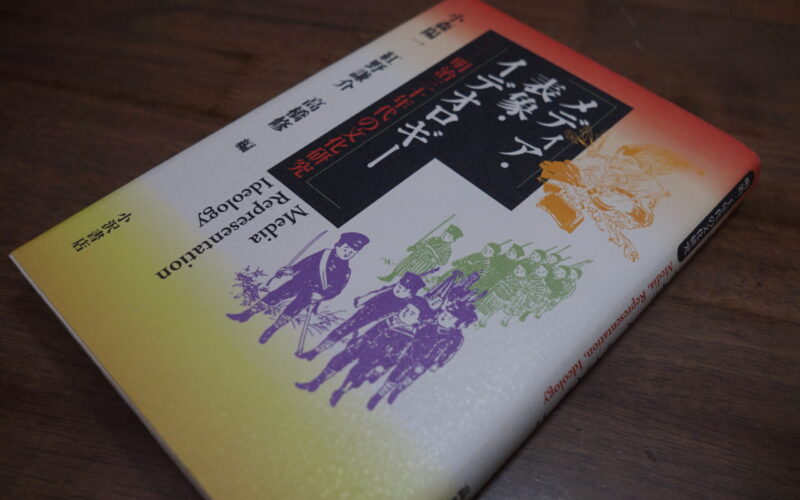 メディア・
表象・
イデオロギー
明治三十年代の文化研究
小森陽一
紅野謙介
高橋修 編
Media
Representation
Ideology
小沢書店
Media, Representation, Ideology